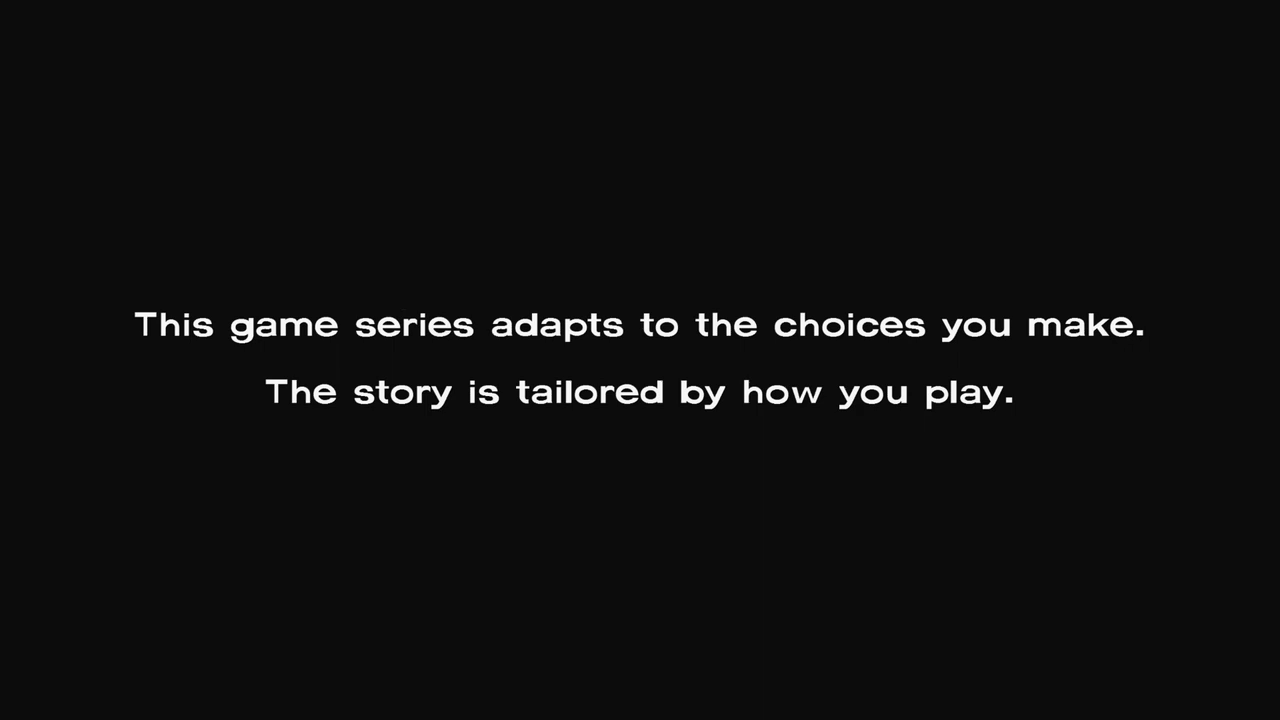 This game series adapts to the choices you make.
The story is tailored by how you play.